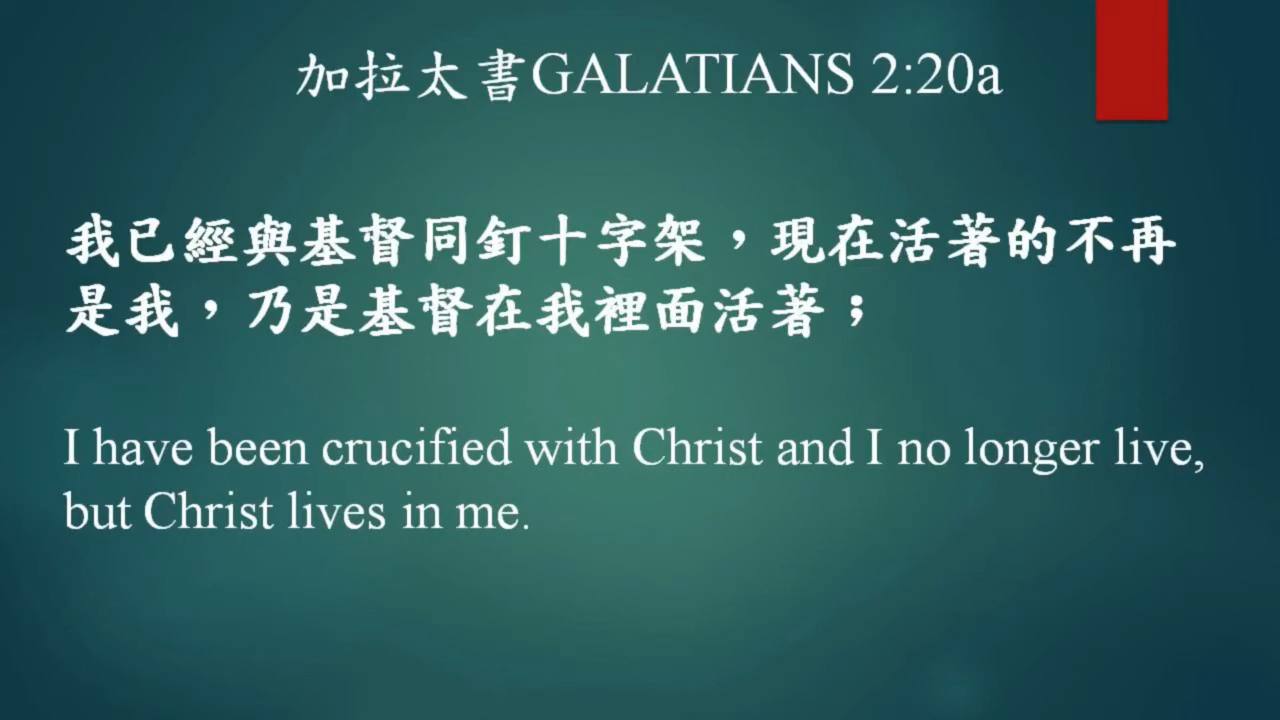 加拉太書GALATIANS 2:20a
我已經與基督同釘十字架，現在活著的不再
是我，乃是基督在我裡面活著；
I have been crucified with Christ and I no longer live,
but Christ lives in me.